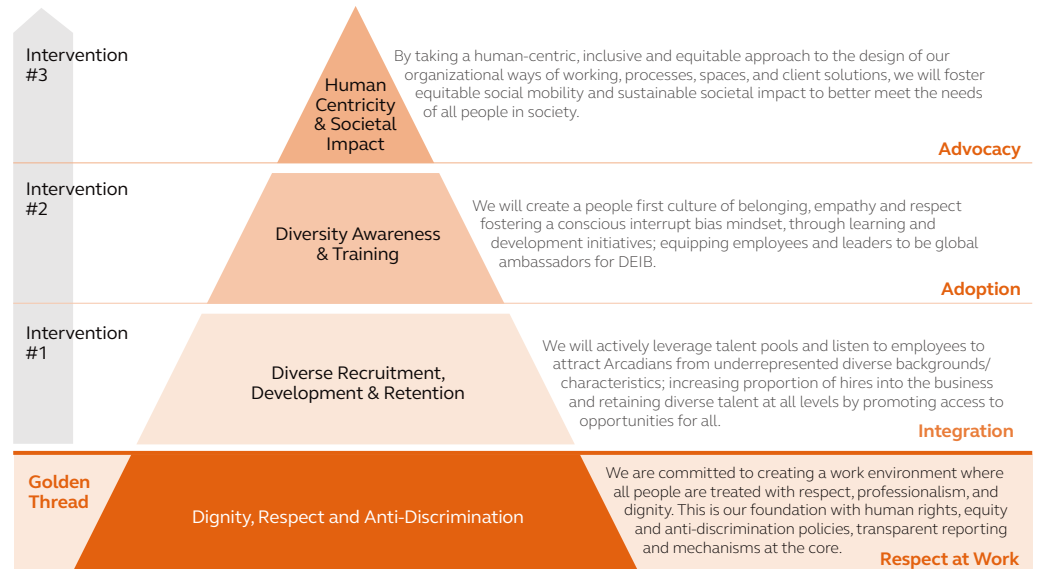 Intervention
#3
Human
Centricity
& Societal
Impact
By taking a human-centric, inclusive and equitable approach to the design of our
organizational ways of working, processes, spaces, and client solutions, we will foster
equitable social mobility and sustainable societal impact to better meet the needs
of all people in society.
Advocacy
Intervention
#2
Diversity Awareness
& Training
We will create a people first culture of belonging, empathy and respect
fostering a conscious interrupt bias mindset, through learning and
development initiatives; equipping employees and leaders to be global
ambassadors for DEIB.
Adoption
Intervention
#1
Diverse Recruitment,
Development & Retention
We will actively leverage talent pools and listen to employees to
attract Arcadians from underrepresented diverse backgrounds/
characteristics; increasing proportion of hires into the business
and retaining diverse talent at all levels by promoting access to
opportunities for all.
Integration
Golden
Thread
Dignity, Respect and Anti-Discrimination
We are committed to creating a work environment where
all people are treated with respect, professionalism, and
dignity. This is our foundation with human rights, equity
and anti-discrimination policies, transparent reporting
and mechanisms at the core.
Respect at Work